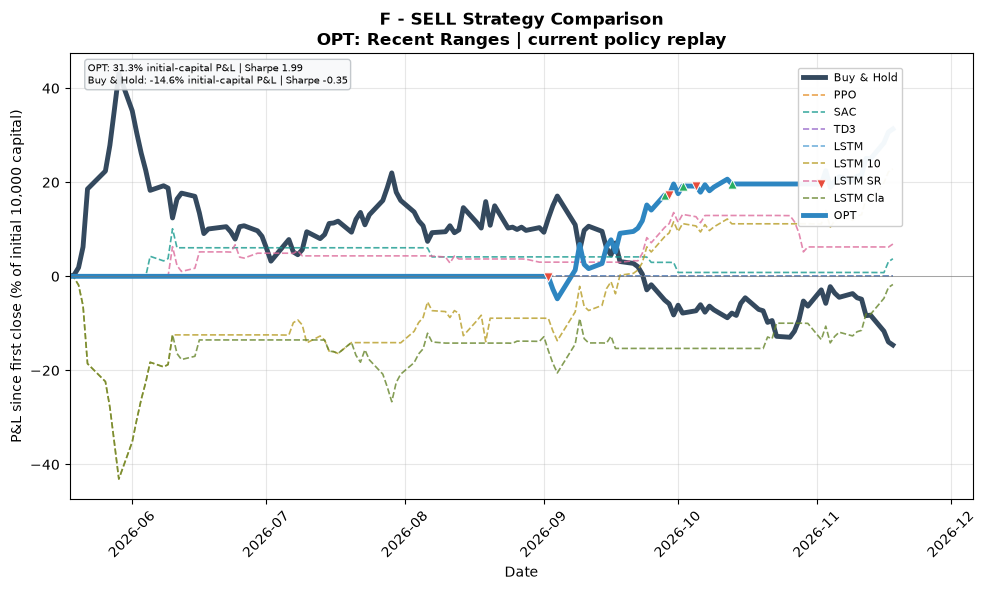 F - SELL Strategy Comparison
OPT: Recent Ranges | current policy replay
OPT: 31.3% initial-capital P&L | Sharpe 1.99
Buy & Hold: -14.6% initial-capital P&L | Sharpe -0.35
Buy & Hold
PPO
SAC
TD3
LSTM
LSTM 10
LSTM SR
LSTM Cla
OPT
P&L since first close (% of initial 10,000 capital)
40
20
0
−20
−40
2026-06
2026-07
2026-08
2026-09
2026-10
2026-11
2026-12
Date